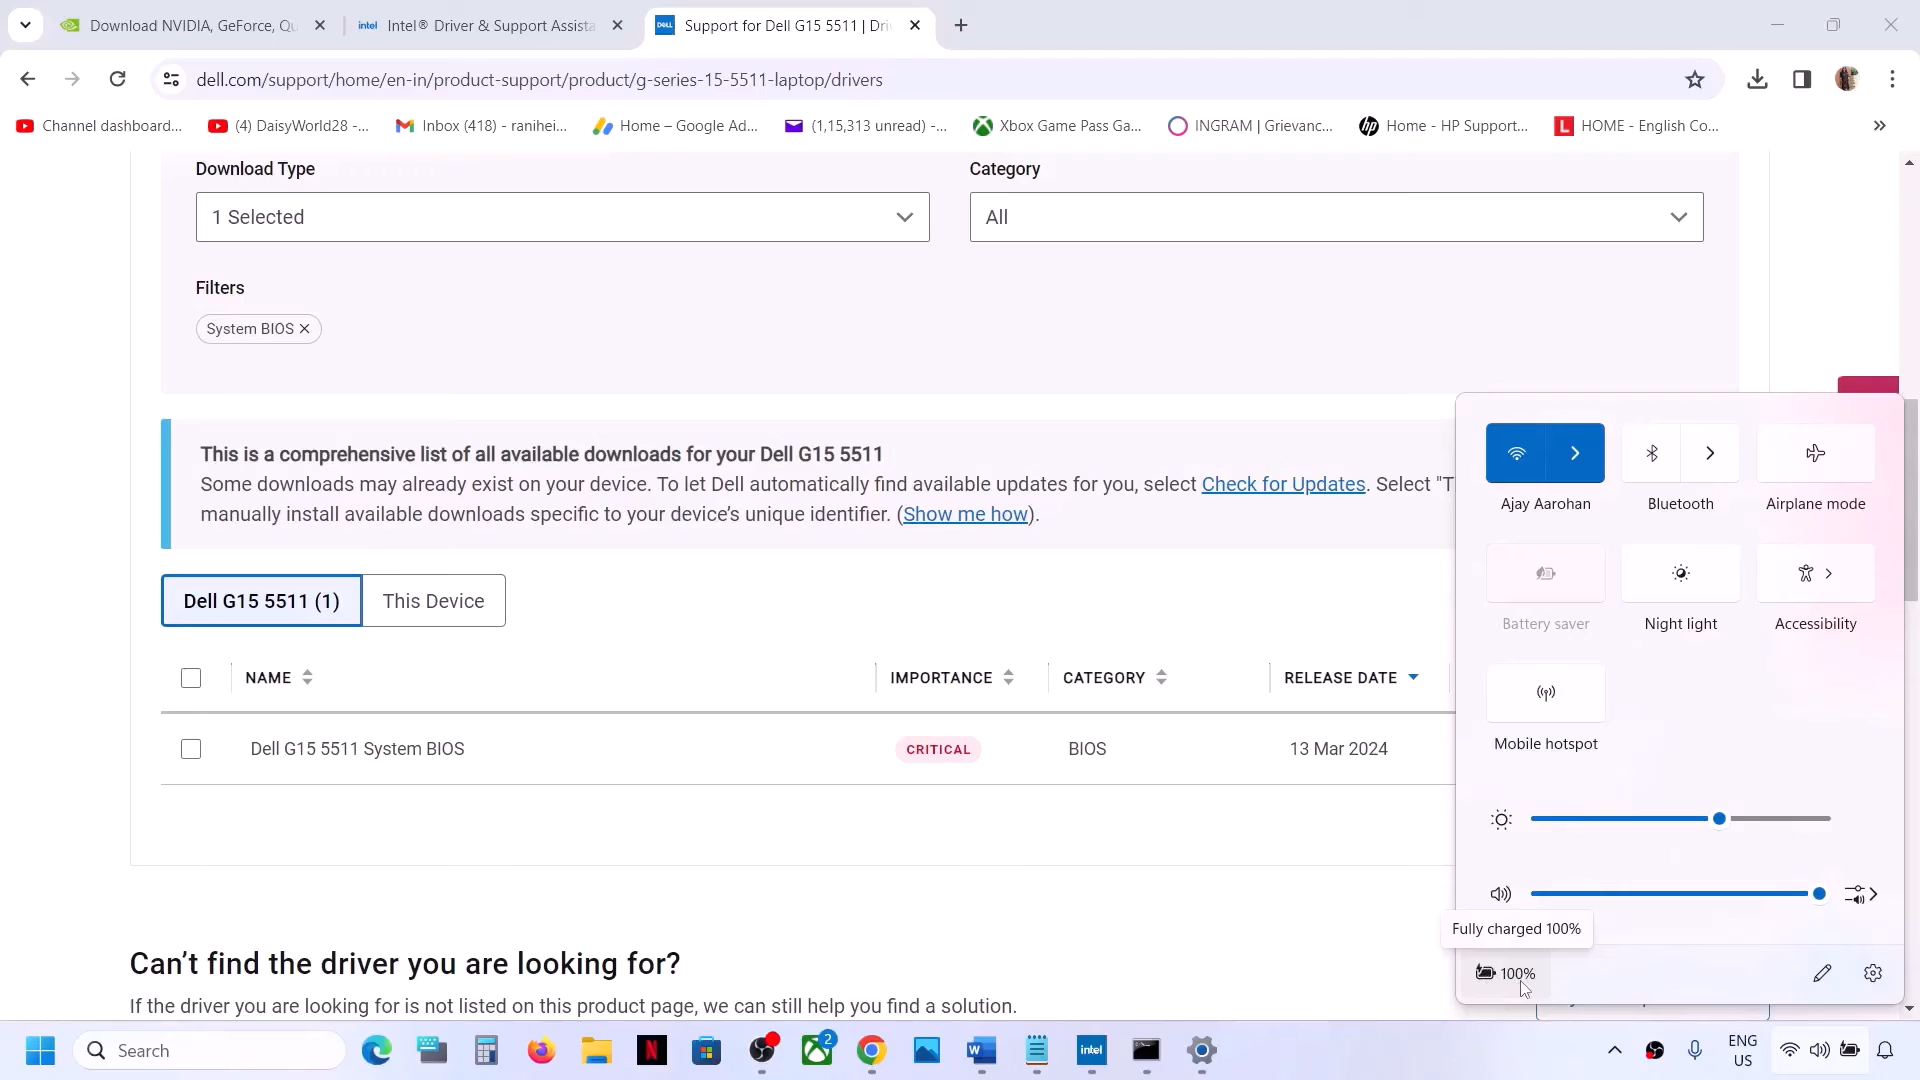 Download NVIDIA, GeForce, Qu
intel Intel® Driver & Support Assista
DELL Support for Dell G15 5511 | Dri
dell.com/support/home/en-in/product-support/product/g-series-15-5511-laptop/drivers
Channel dashboard...
(4) DaisyWorld28 -...
Inbox (418) - ranihei...
Home – Google Ad...
(1,15,313 unread) -...
Xbox Game Pass Ga...
INGRAM | Grievanc...
hp Home - HP Support...
L HOME - English Co...
Download Type
Category
1 Selected
All
Filters
System BIOS
This is a comprehensive list of all available downloads for your Dell G15 5511
Some downloads may already exist on your device. To let Dell automatically find available updates for you, select Check for Updates. Select "T
manually install available downloads specific to your device’s unique identifier. (Show me how).
Dell G15 5511 (1)
This Device
NAME
IMPORTANCE
CATEGORY
RELEASE DATE
Dell G15 5511 System BIOS
CRITICAL
BIOS
13 Mar 2024
Can’t find the driver you are looking for?
If the driver you are looking for is not listed on this product page, we can still help you find a solution.
Ajay Aarohan
Bluetooth
Airplane mode
Battery saver
Night light
Accessibility
Mobile hotspot
Fully charged 100%
100%
Search
N
2
W
intel
ENG
US